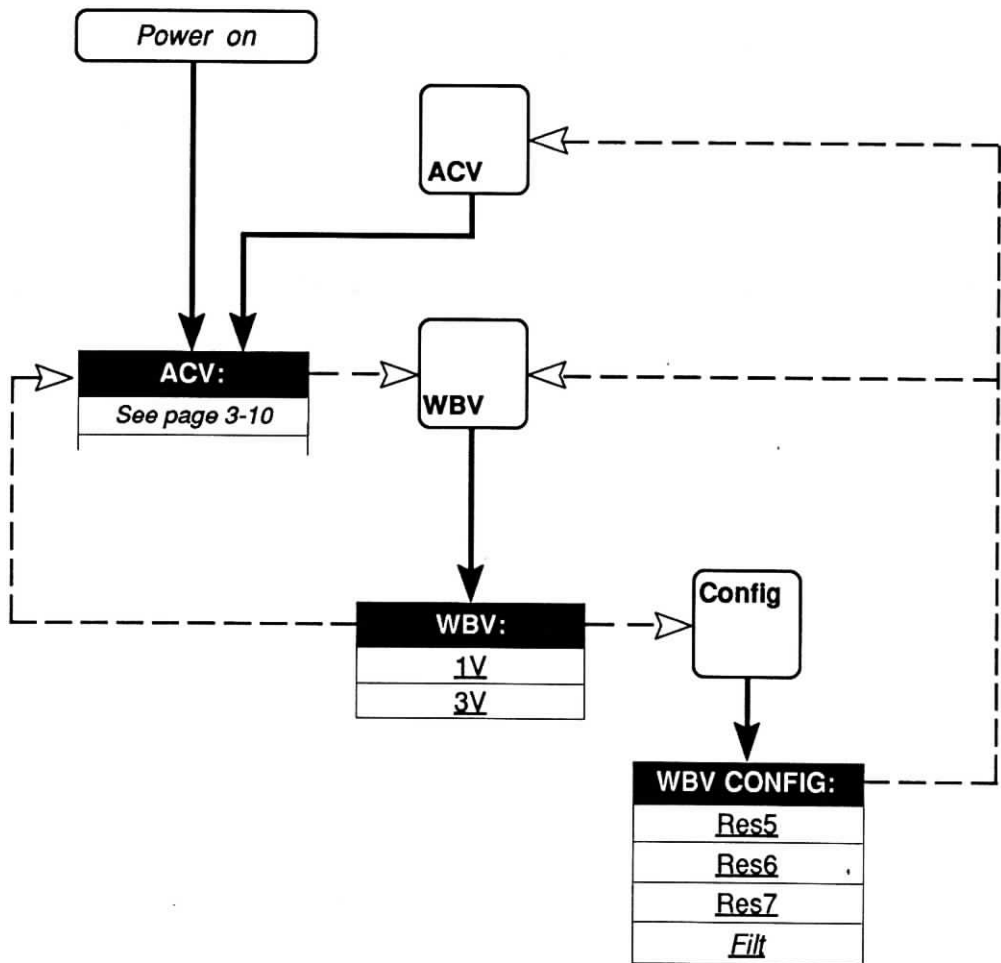 Power on
ACV
ACV:
See page 3-10
WBV
WBV:
1V
3V
Config
WBV CONFIG:
Res5
Res6
Res7
Filt